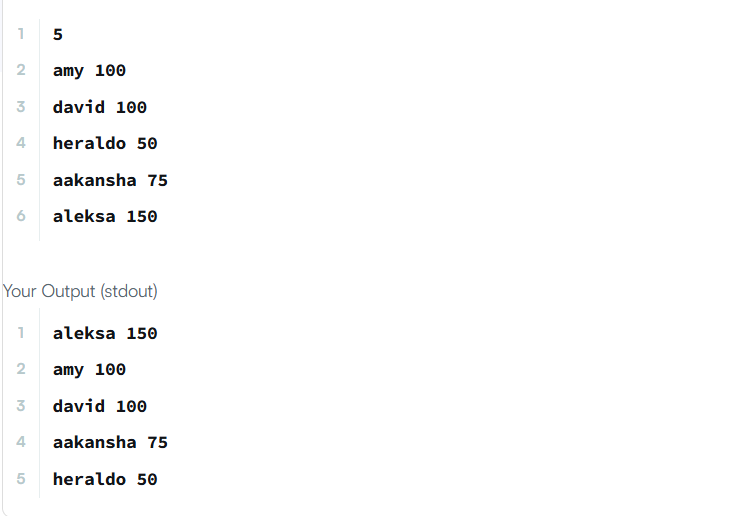 1 5
2 amy 100
3 david 100
4 heraldo 50
5 aakansha 75
6 aleksa 150
Your Output (stdout)
1 aleksa 150
2 amy 100
3 david 100
4 aakansha 75
5 heraldo 50